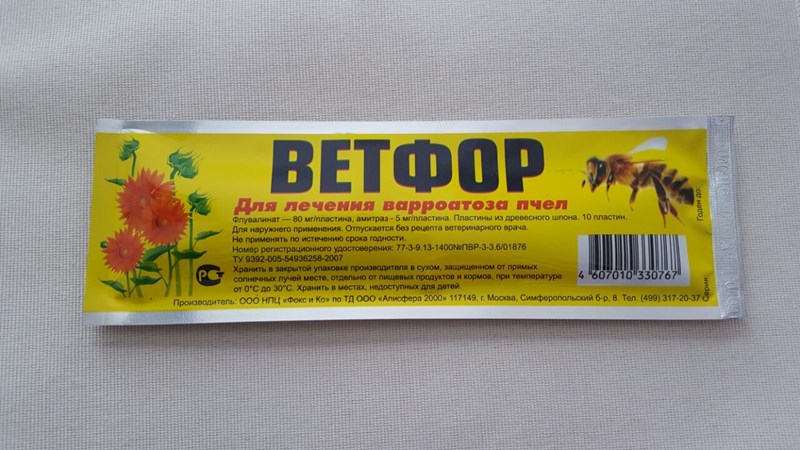 ВЕТФОР
Для лечения варроатоза пчел
Флувалинат — 80 мг/пластина, амитраз - 5 мг/пластина. Пластины из древесного шпона. 10 пластин.
Для наружного применения. Отпускается без рецепта ветеринарного врача.
Не применять по истечению срока годности.
Номер регистрационного удостоверения: 77-3-9.13-1400№ПВР-3-3.6/01876
ТУ 9392-005-54936258-2007
Хранить в закрытой упаковке производителя в сухом, защищенном от прямых
солнечных лучей месте, отдельно от пищевых продуктов и кормов, при температуре
от 0°С до 30°С. Хранить в местах, недоступных для детей.
Производитель: ООО НПЦ «Фокс и Ко» по ТД ООО «Аписфера 2000» 117149, г. Москва, Симферопольский б-р, 8. Тел. (499) 317-20-37
РСТ
4 607010 330767
Годен до:
Серия: